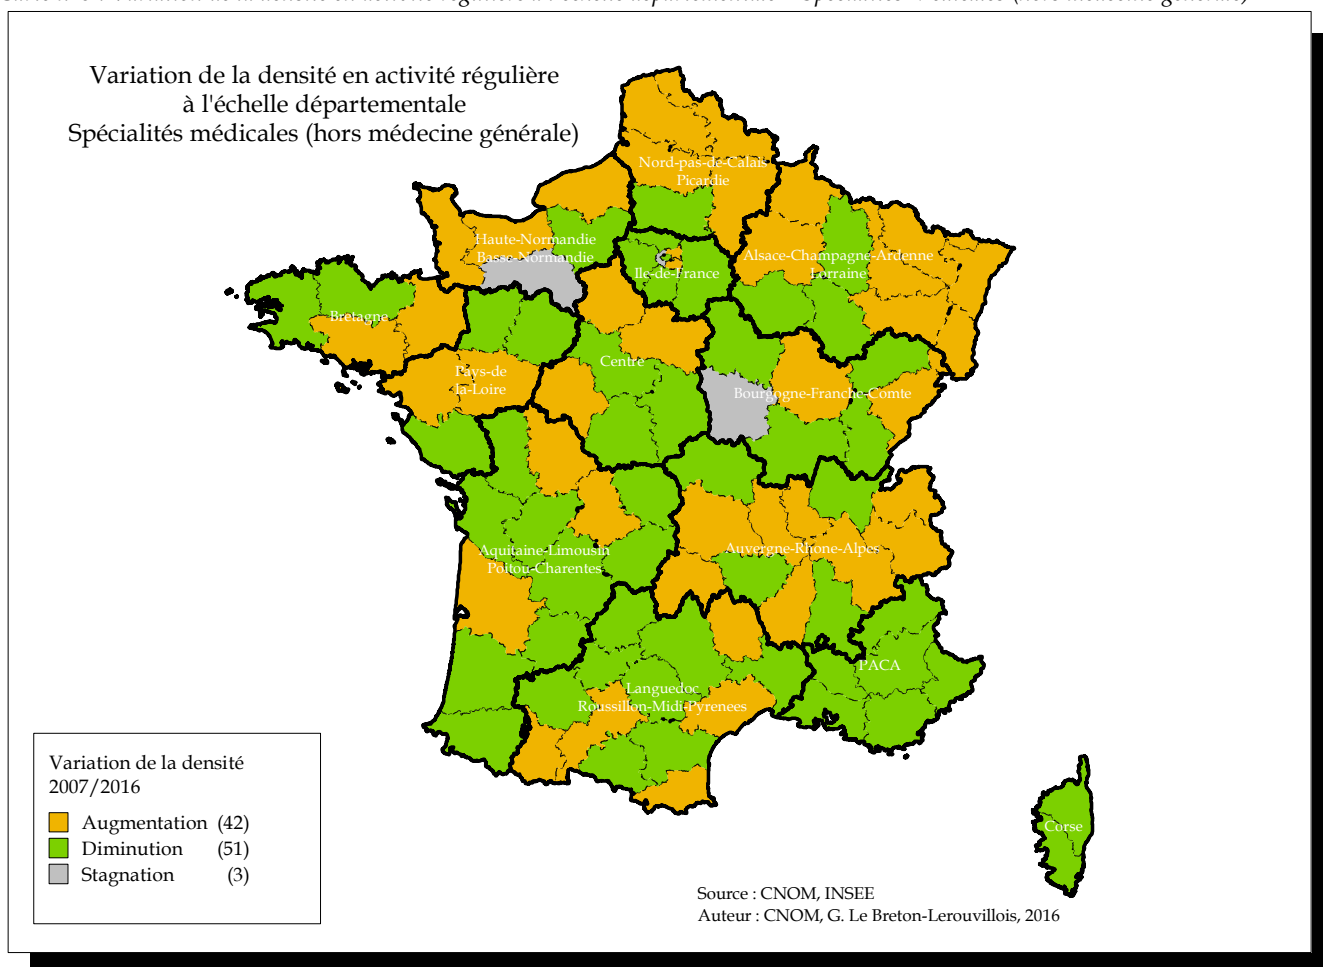 Variation de la densité en activité régulière
à l'échelle départementale
Spécialités médicales (hors médecine générale)
Nord-pas-de-Calais
Picardie
Haute-Normandie
Basse-Normandie
Ile-de-France
Alsace-Champagne-Ardenne
Lorraine
Bretagne
Centre
Pays-de
la-Loire
Bourgogne-Franche-Comte
Aquitaine-Limousin
Poitou-Charentes
Auvergne-Rhone-Alpes
PACA
Languedoc
Roussillon-Midi-Pyrenees
Corse
Variation de la densité
2007/2016
Augmentation (42)
Diminution (51)
Stagnation (3)
Source : CNOM, INSEE
Auteur : CNOM, G. Le Breton-Lerouvillois, 2016